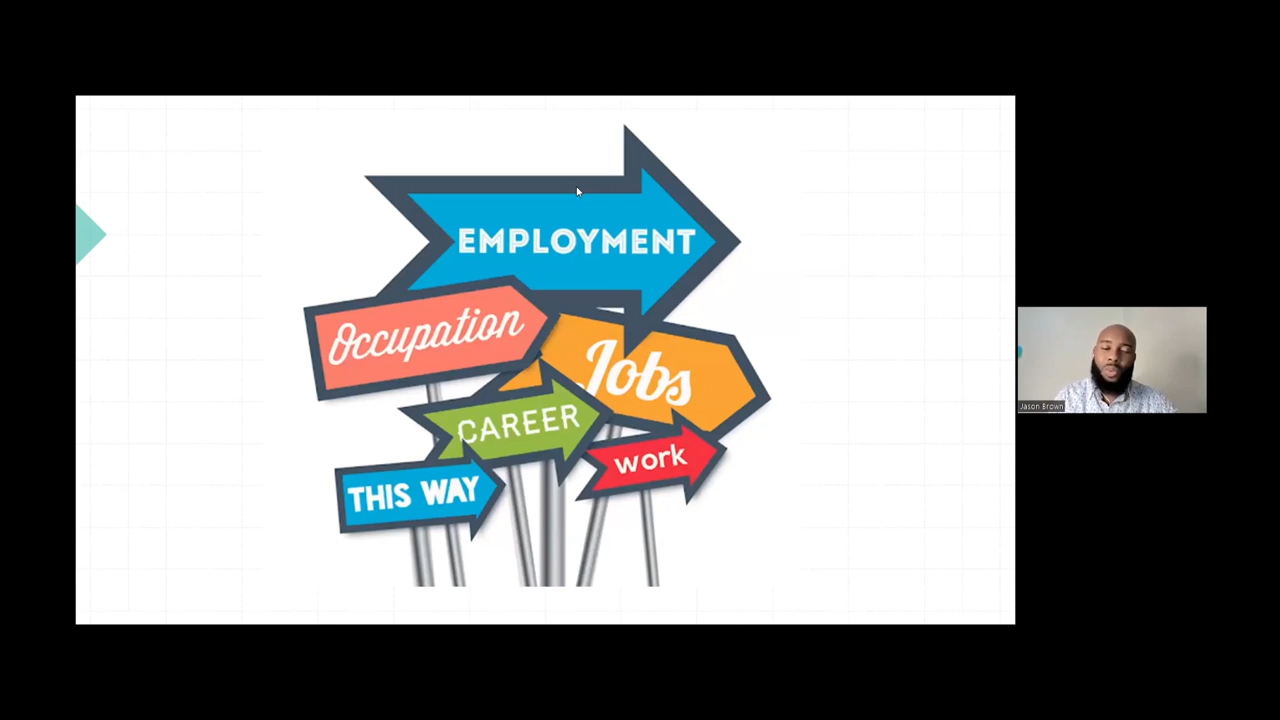 EMPLOYMENT
Occupation
Jobs
CAREER
work
THIS WAY
Jason Brown